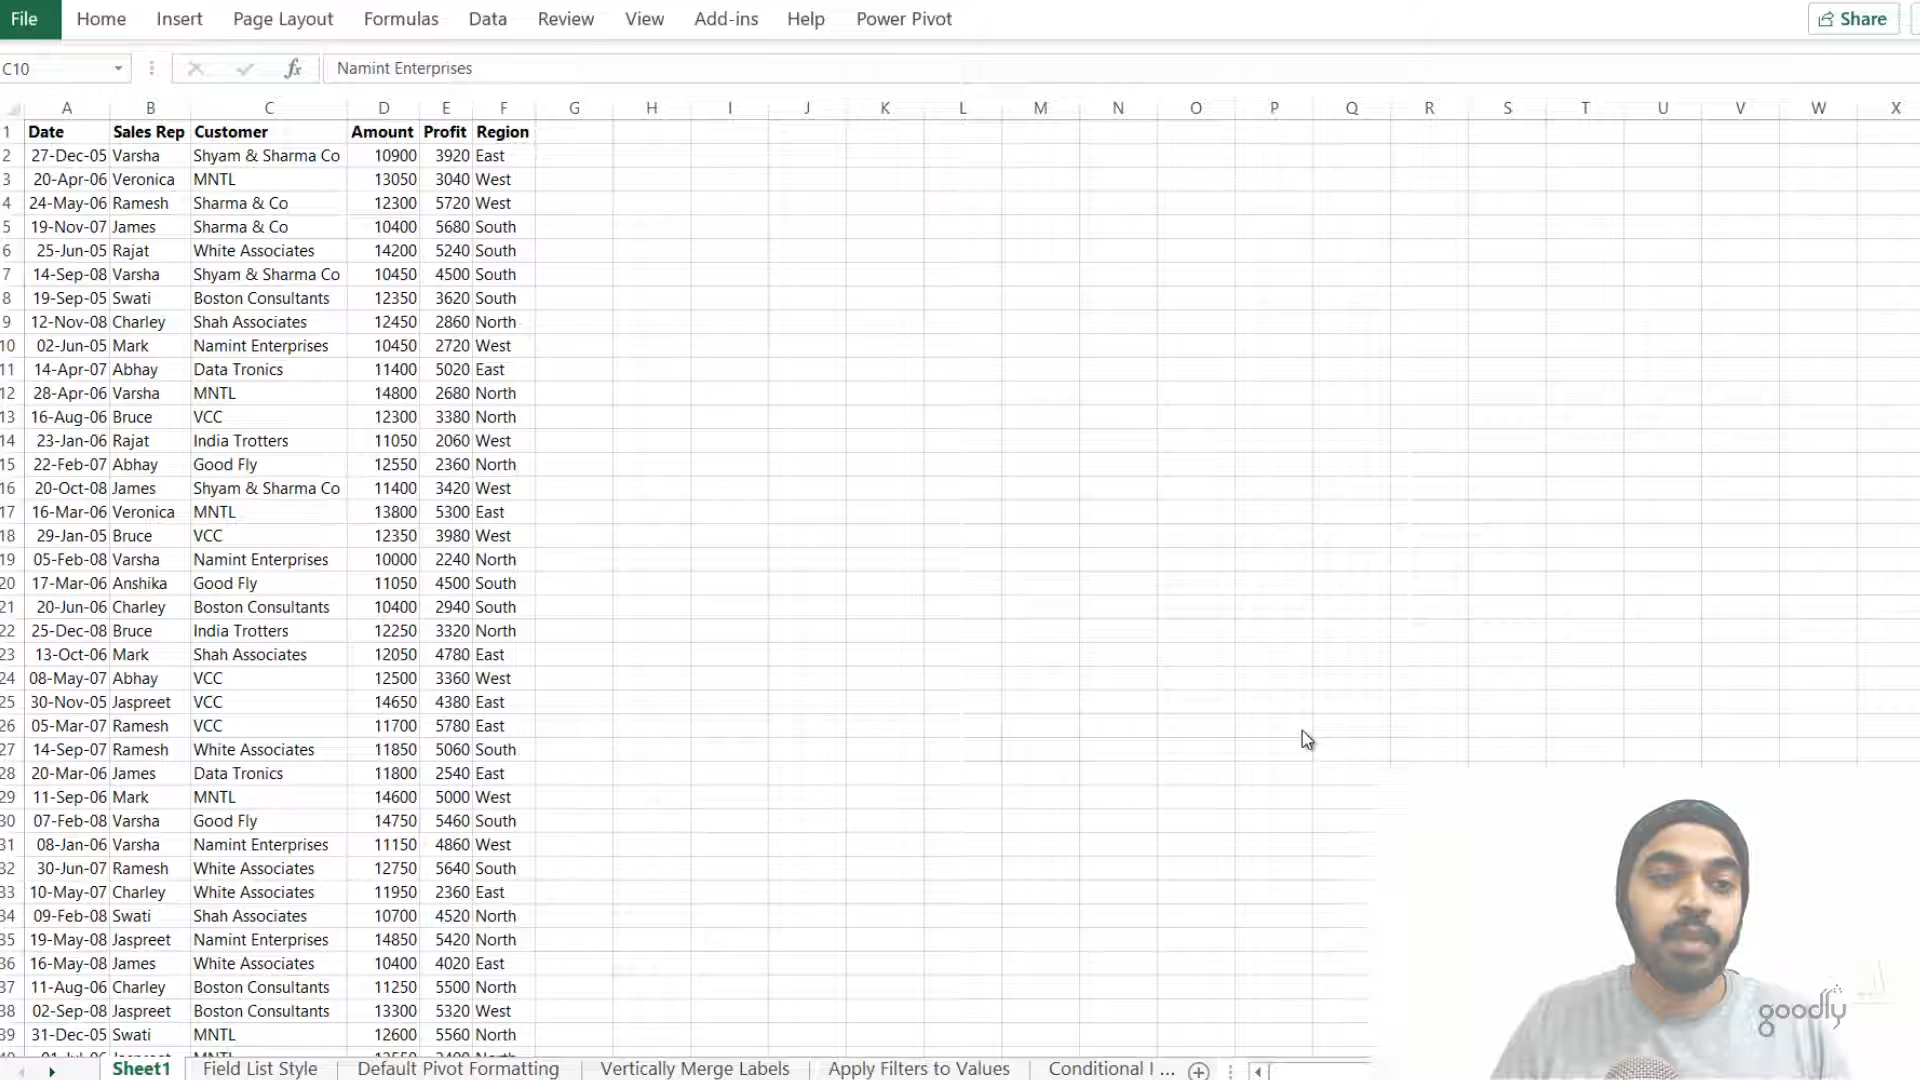 File Home Insert Page Layout Formulas Data Review View Add-ins Help Power Pivot Share
C10 fx Namint Enterprises
A B C D E F G H I J K L M N O P Q R S T U V W X
1 Date Sales Rep Customer Amount Profit Region
2 27-Dec-05 Varsha Shyam & Sharma Co 10900 3920 East
3 20-Apr-06 Veronica MNTL 13050 3040 West
4 24-May-06 Ramesh Sharma & Co 12300 5720 West
5 19-Nov-07 James Sharma & Co 10400 5680 South
6 25-Jun-05 Rajat White Associates 14200 5240 South
7 14-Sep-08 Varsha Shyam & Sharma Co 10450 4500 South
8 19-Sep-05 Swati Boston Consultants 12350 3620 South
9 12-Nov-08 Charley Shah Associates 12450 2860 North
10 02-Jun-05 Mark Namint Enterprises 10450 2720 West
11 14-Apr-07 Abhay Data Tronics 11400 5020 East
12 28-Apr-06 Varsha MNTL 14800 2680 North
13 16-Aug-06 Bruce VCC 12300 3380 North
14 23-Jan-06 Rajat India Trotters 11050 2060 West
15 22-Feb-07 Abhay Good Fly 12550 2360 North
16 20-Oct-08 James Shyam & Sharma Co 11400 3420 West
17 16-Mar-06 Veronica MNTL 13800 5300 East
18 29-Jan-05 Bruce VCC 12350 3980 West
19 05-Feb-08 Varsha Namint Enterprises 10000 2240 North
20 17-Mar-06 Anshika Good Fly 11050 4500 South
21 20-Jun-06 Charley Boston Consultants 10400 2940 South
22 25-Dec-08 Bruce India Trotters 12250 3320 North
23 13-Oct-06 Mark Shah Associates 12050 4780 East
24 08-May-07 Abhay VCC 12500 3360 West
25 30-Nov-05 Jaspreet VCC 14650 4380 East
26 05-Mar-07 Ramesh VCC 11700 5780 East
27 14-Sep-07 Ramesh White Associates 11850 5060 South
28 20-Mar-06 James Data Tronics 11800 2540 East
29 11-Sep-06 Mark MNTL 14600 5000 West
30 07-Feb-08 Varsha Good Fly 14750 5460 South
31 08-Jan-06 Varsha Namint Enterprises 11150 4860 West
32 30-Jun-07 Ramesh White Associates 12750 5640 South
33 10-May-07 Charley White Associates 11950 2360 East
34 09-Feb-08 Swati Shah Associates 10700 4520 North
35 19-May-08 Jaspreet Namint Enterprises 14850 5420 North
36 16-May-08 James White Associates 10400 4020 East
37 11-Aug-06 Charley Boston Consultants 11250 5500 North
38 02-Sep-08 Jaspreet Boston Consultants 13300 5320 West
39 31-Dec-05 Swati MNTL 12600 5560 North
goodly
Sheet1 Field List Style Default Pivot Formatting Vertically Merge Labels Apply Filters to Values Conditional I ...